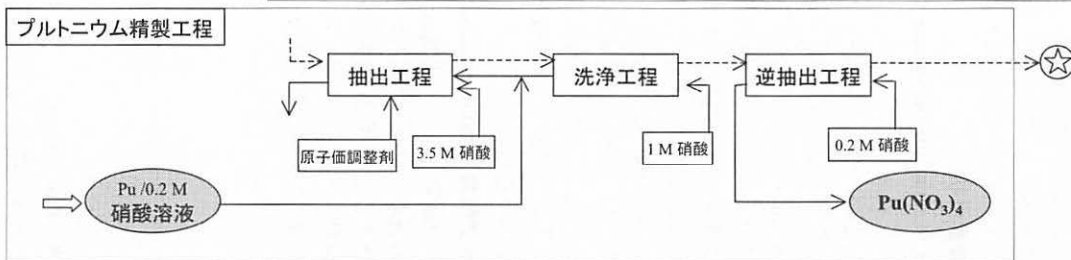 プルトニウム精製工程
抽出工程
洗浄工程
逆抽出工程
原子価調整剤
3.5 M 硝酸
1 M 硝酸
0.2 M 硝酸
Pu /0.2 M
硝酸溶液
Pu(NO₃)₄